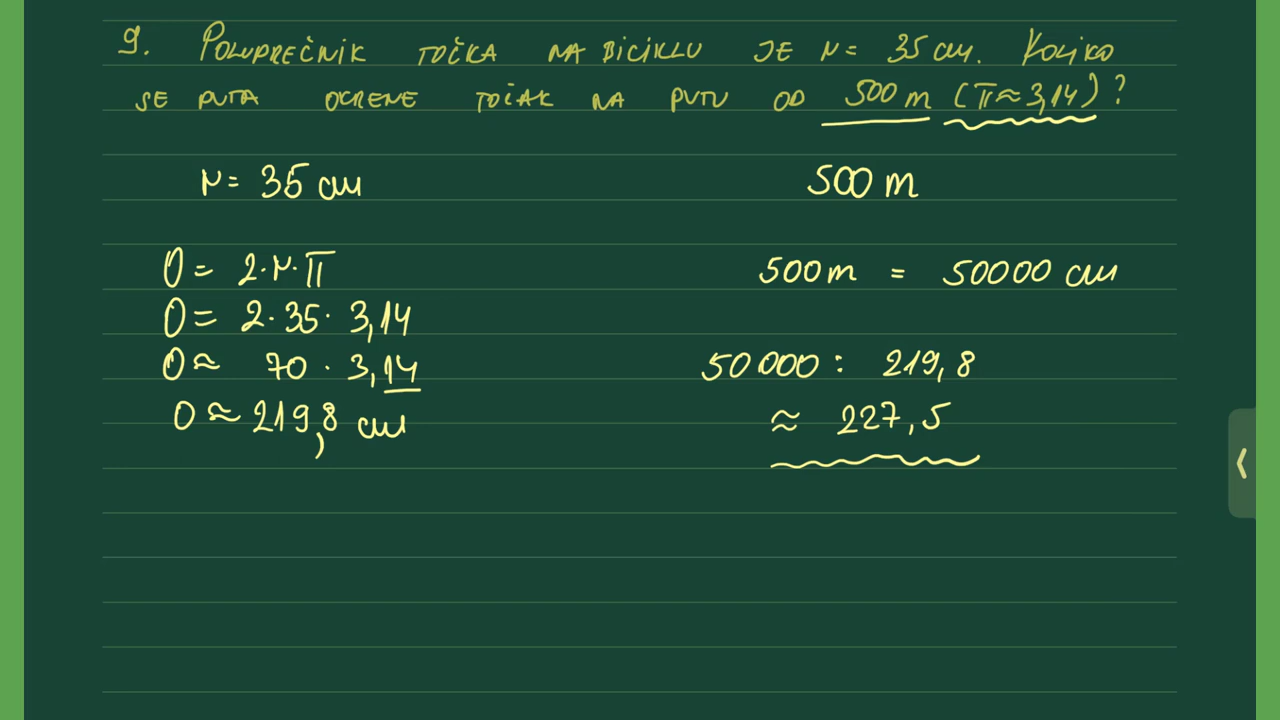 9. POLUPREČNIK TOČKA NA BICIKLU JE r = 35 cm. KOLIKO
SE PUTA OKRENE TOČAK NA PUTU OD 500 m (π ≈ 3,14)?
r = 35 cm
O = 2·r·π
O = 2·35·3,14
O ≈ 70·3,14
O ≈ 219,8 cm
500 m
500 m = 50000 cm
50000 : 219,8
≈ 227,5